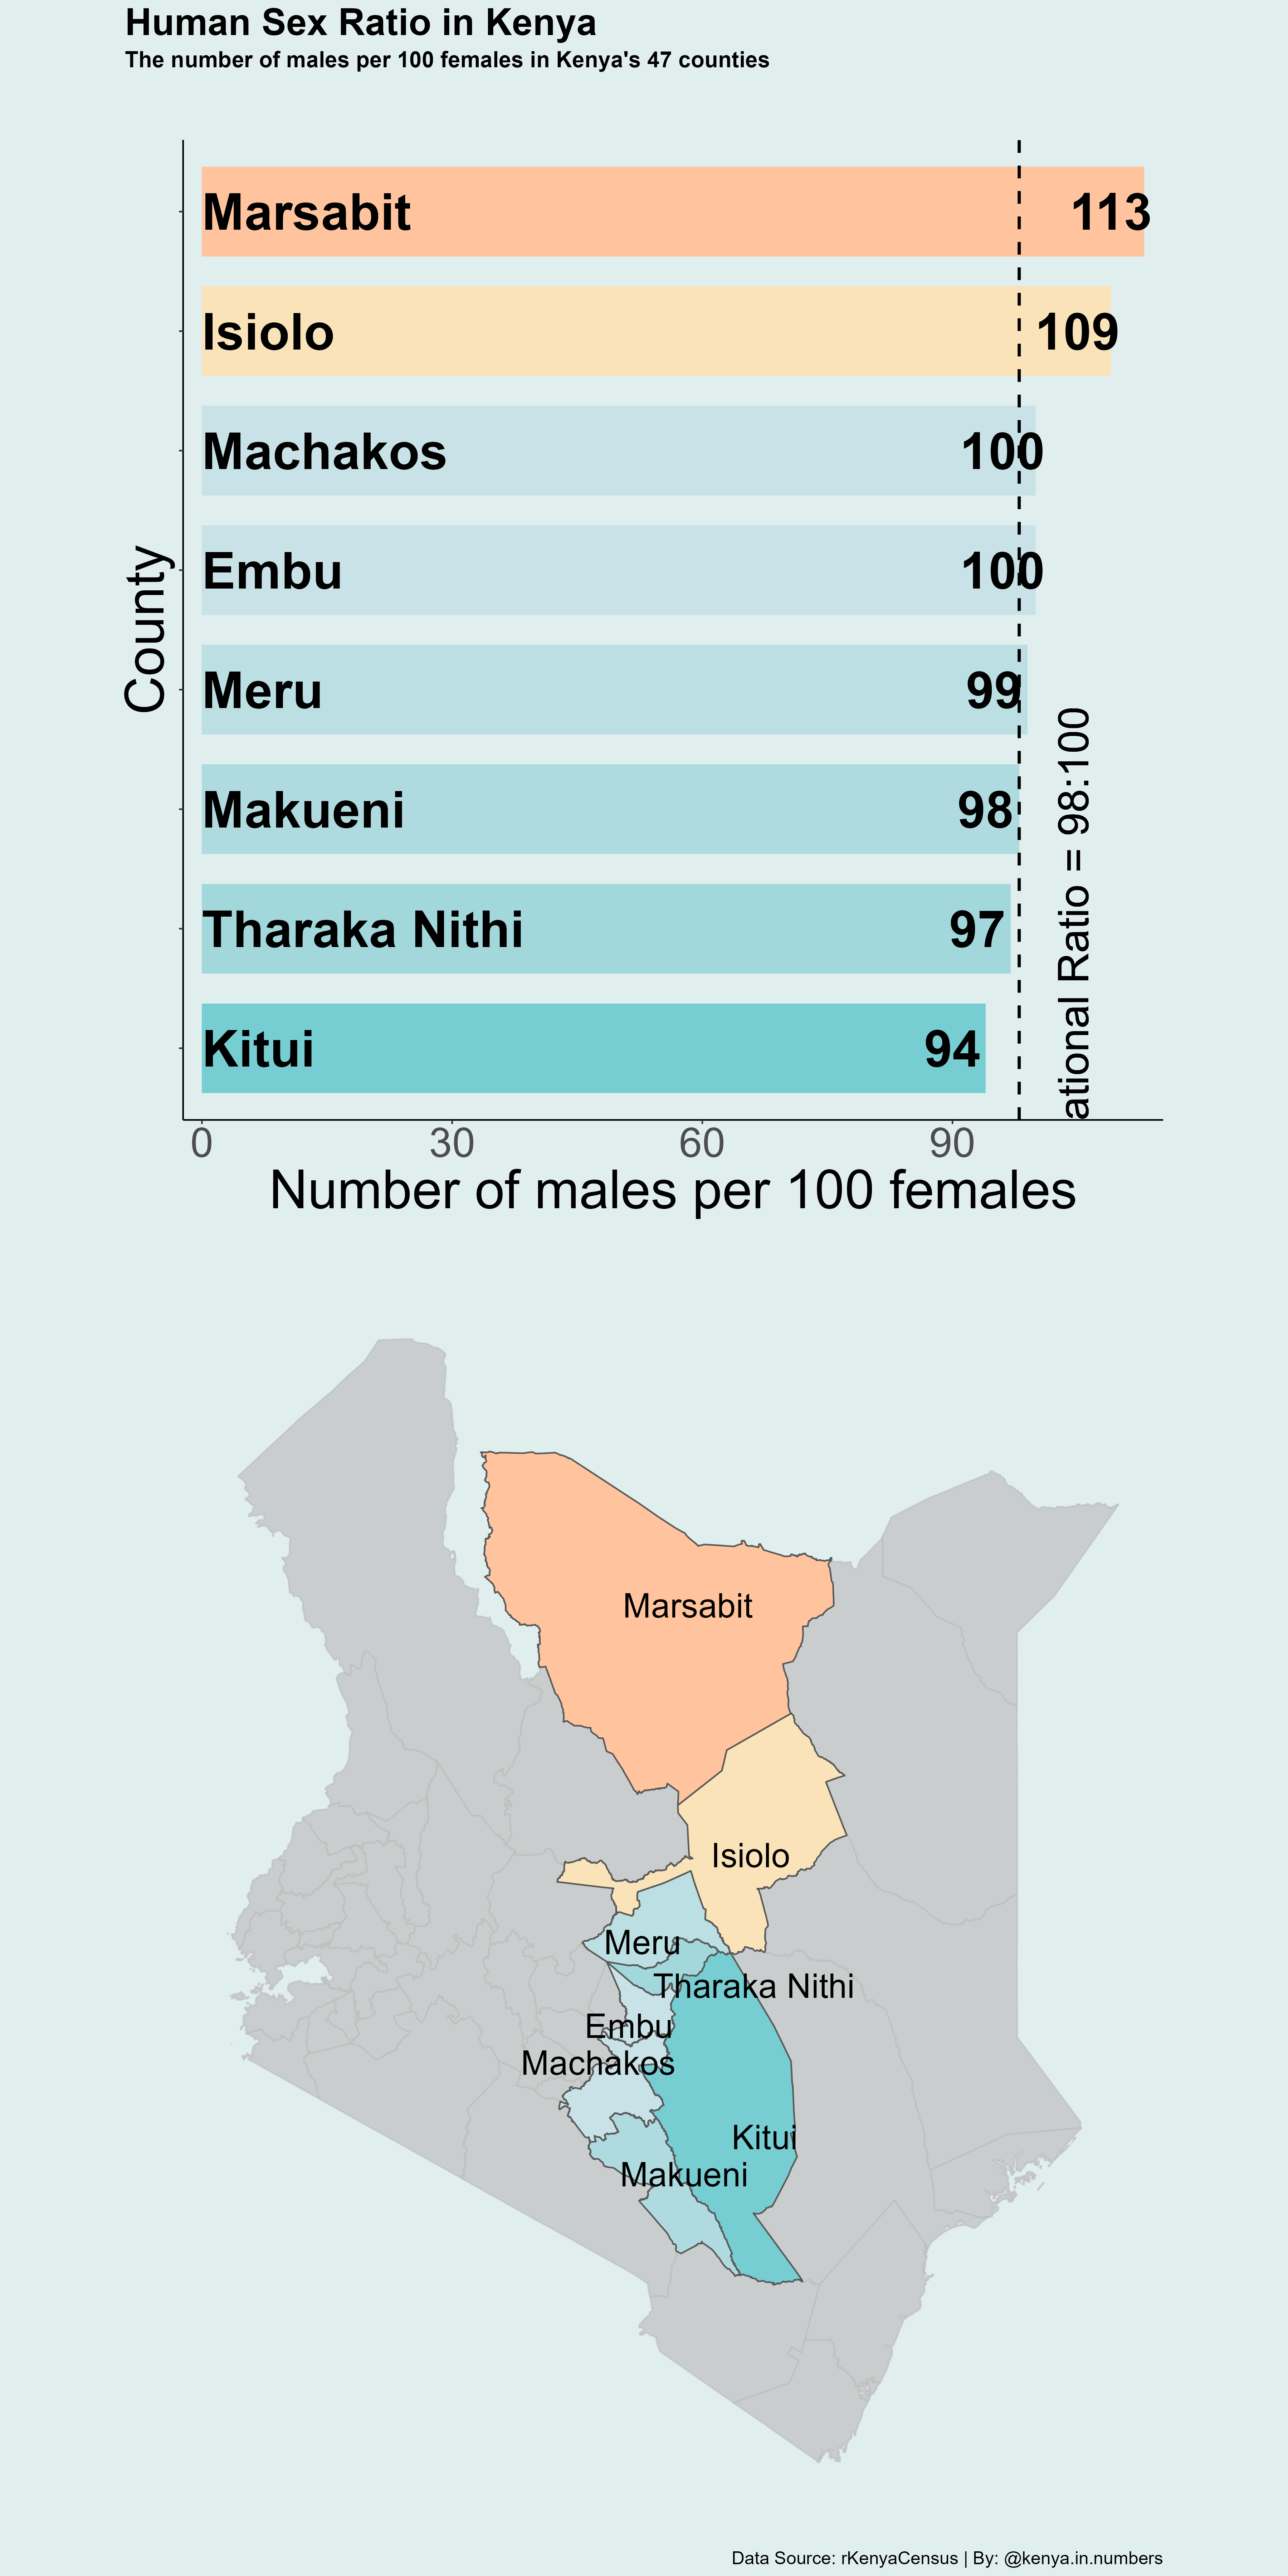 Human Sex Ratio in Kenya
The number of males per 100 females in Kenya's 47 counties
County
Marsabit 113
Isiolo 109
Machakos 100
Embu 100
Meru 99
Makueni 98
Tharaka Nithi 97
Kitui 94
ational Ratio = 98:100
0 30 60 90
Number of males per 100 females
Marsabit
Isiolo
Meru
Tharaka Nithi
Embu
Machakos
Kitui
Makueni
Data Source: rKenyaCensus | By: @kenya.in.numbers